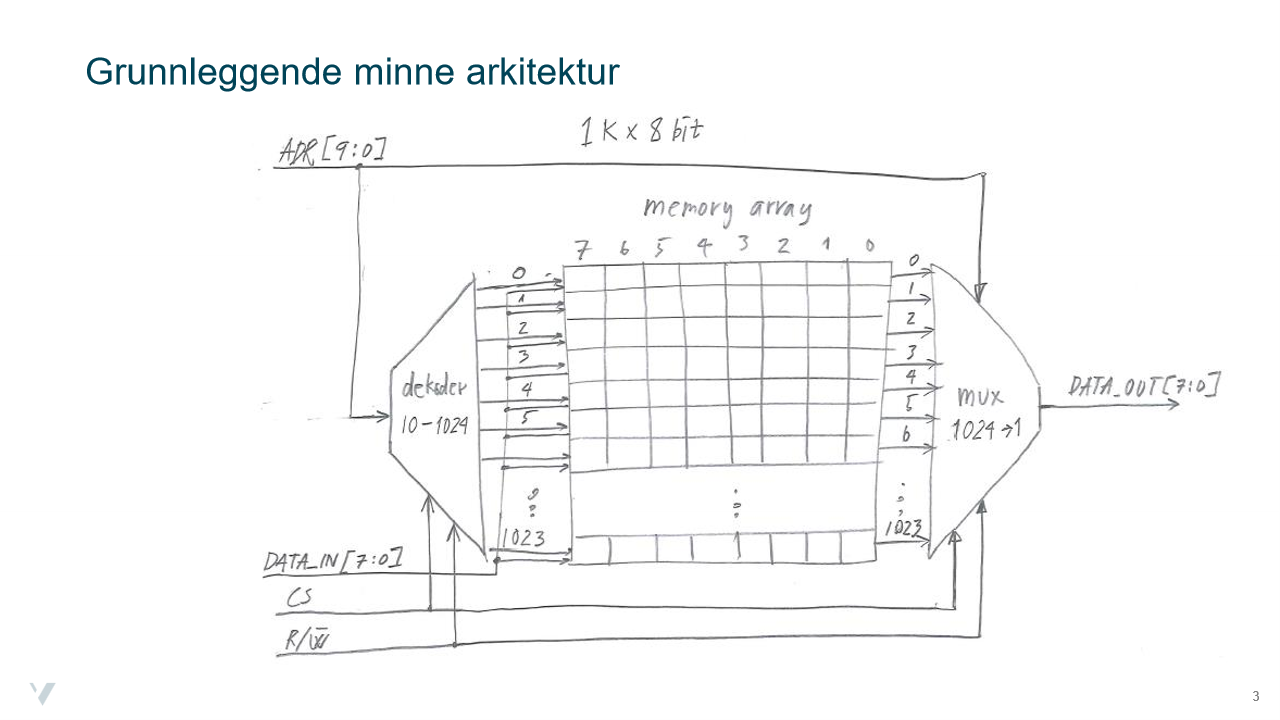 Grunnleggende minne arkitektur
1K x 8 bit
ADR[9:0]
memory array
7 6 5 4 3 2 1 0
0
1
2
3
4
5
1023
0
1
2
3
4
5
6
1023
dekoder
10-1024
mux
1024→1
DATA_OUT[7:0]
DATA_IN[7:0]
CS
R/W̅
3